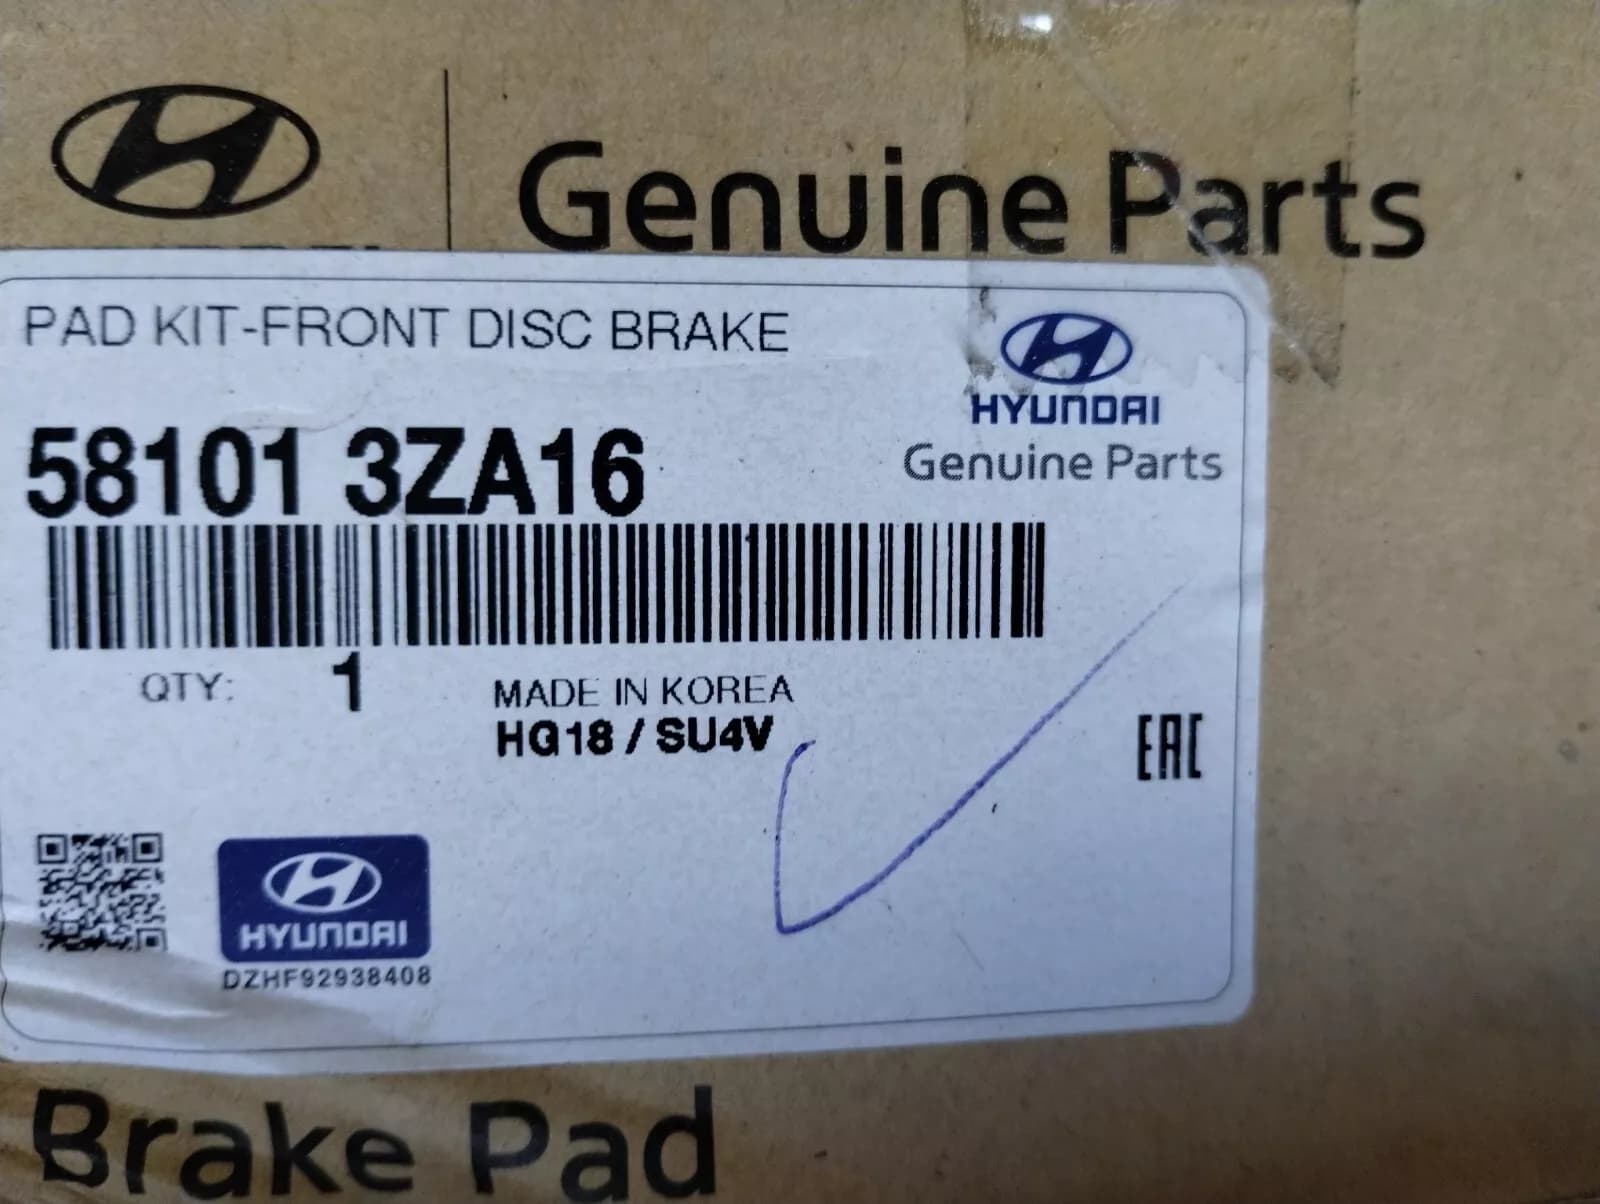 Genuine Parts
PAD KIT-FRONT DISC BRAKE
HYUNDAI
58101 3ZA16
Genuine Parts
QTY: 1
MADE IN KOREA
HG18 / SU4V
EAC
HYUNDAI
DZHF92938408
Brake Pad